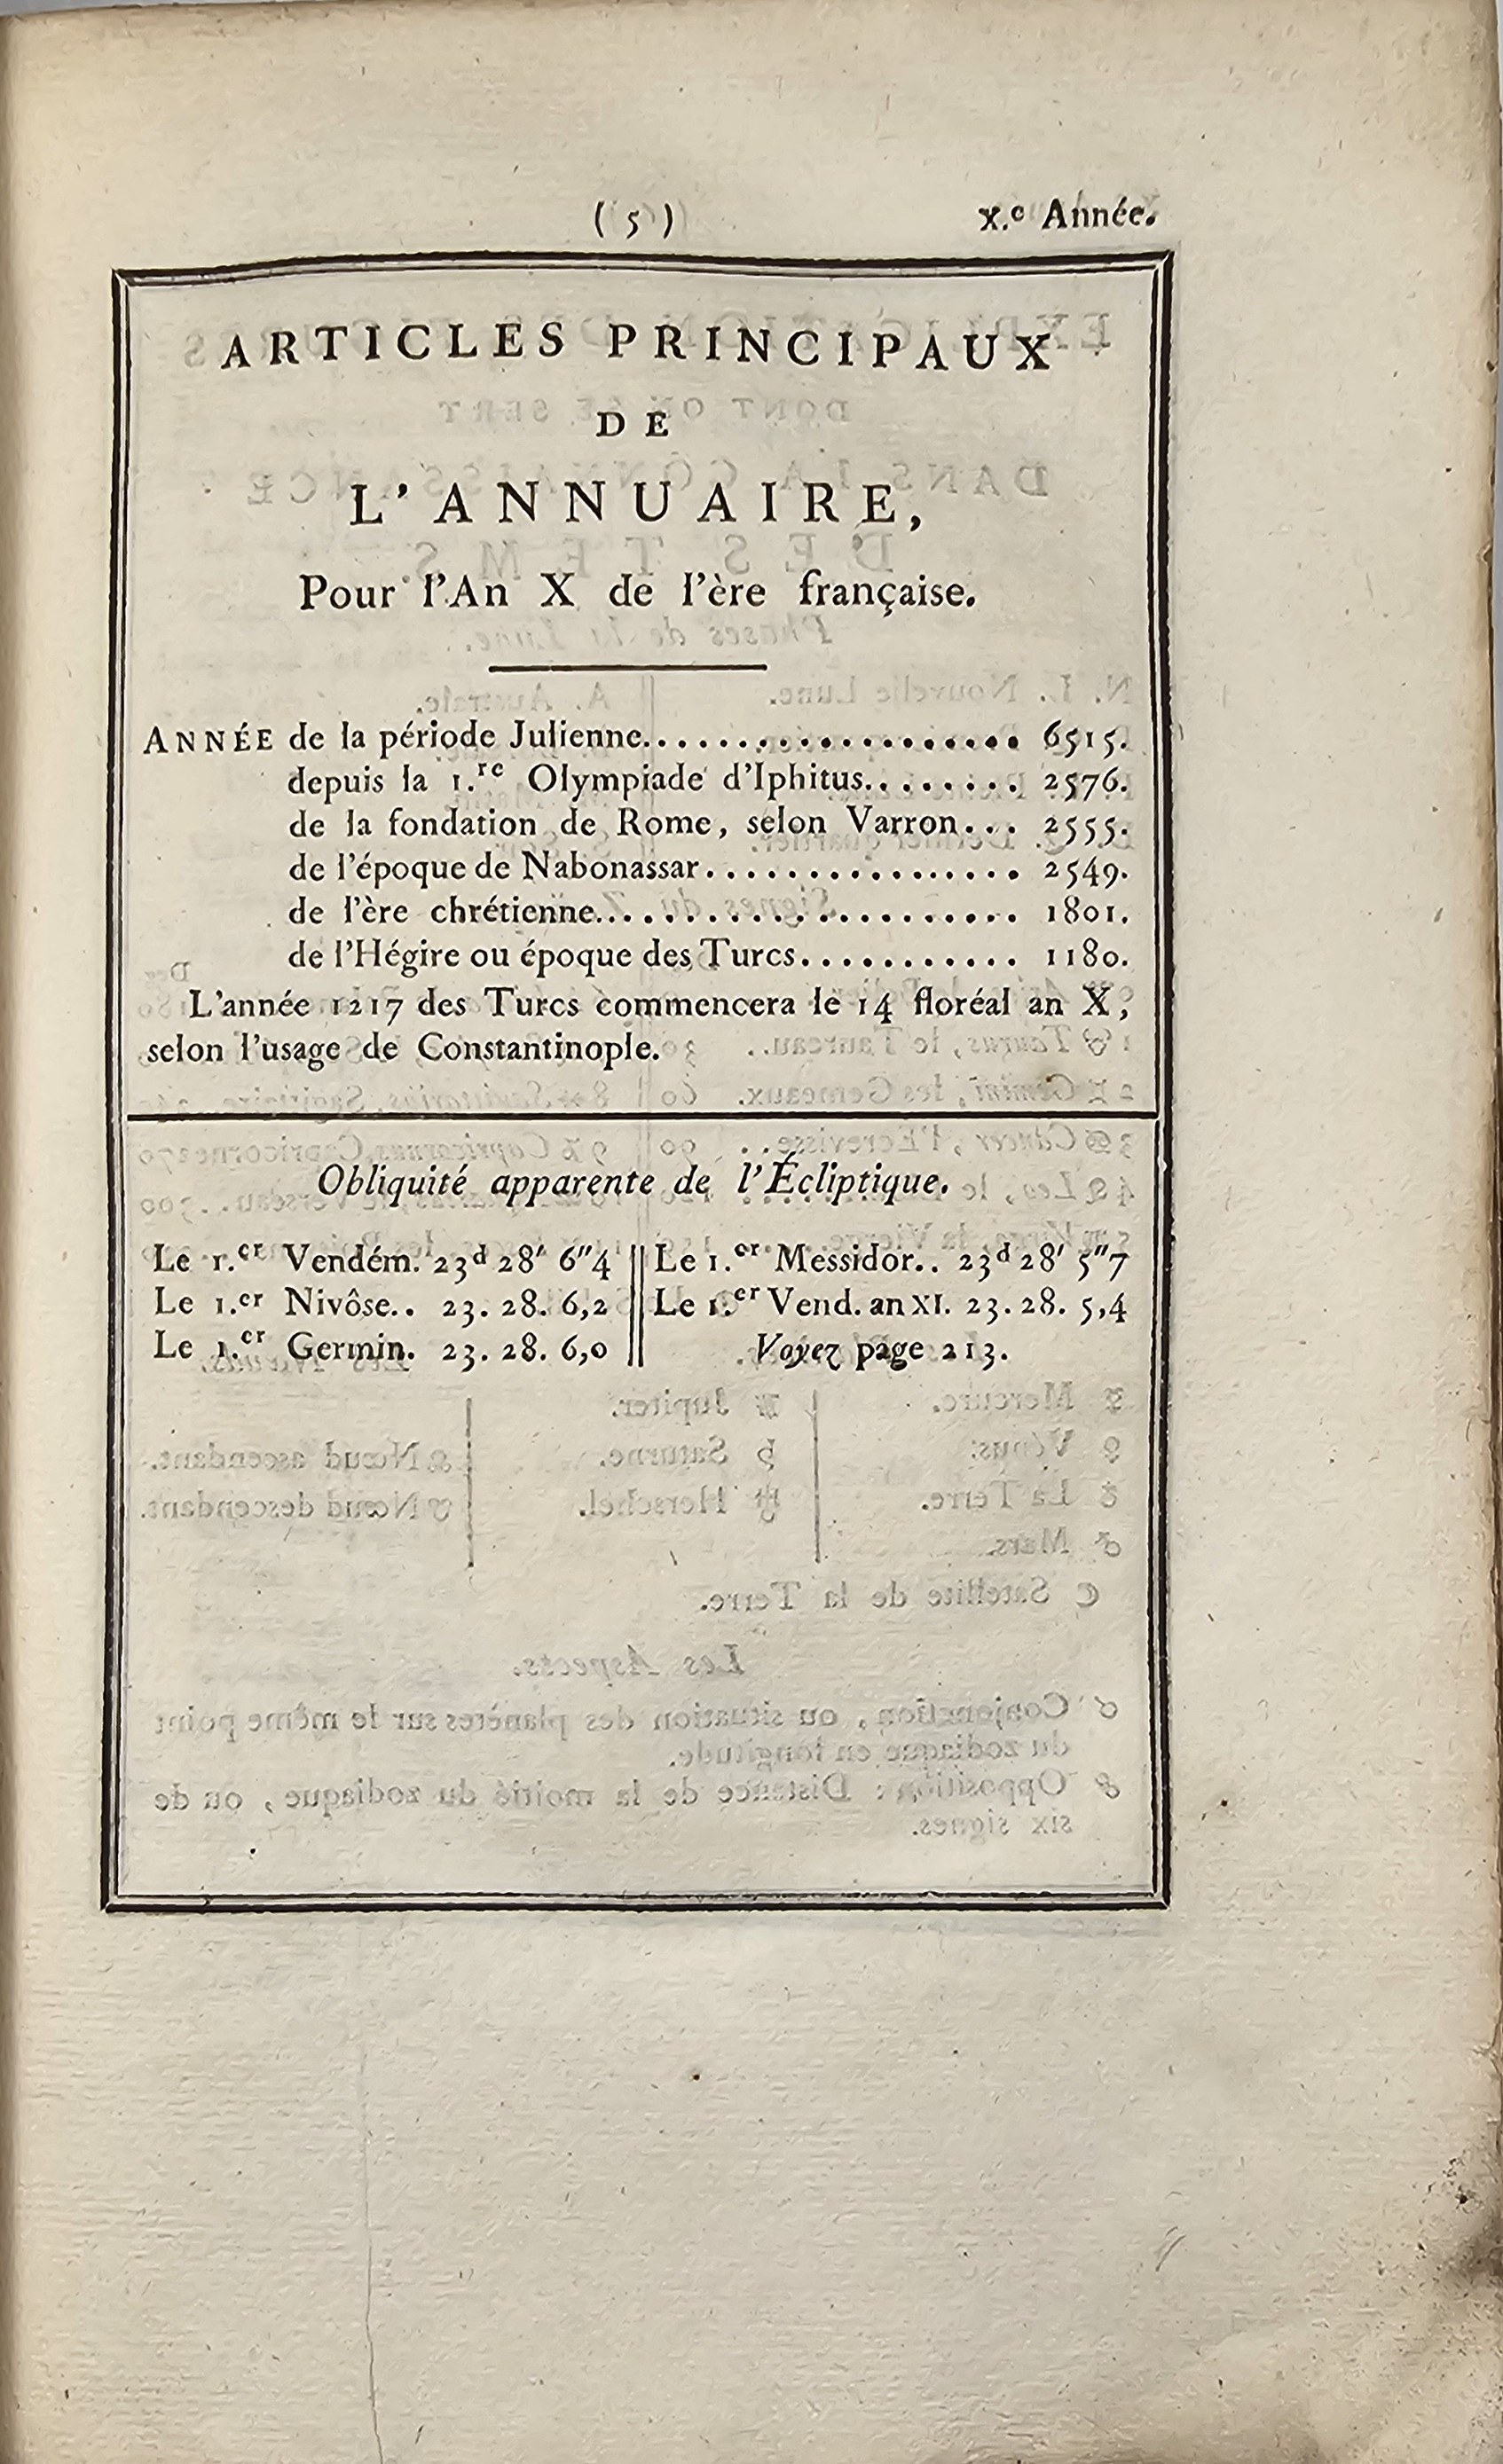 ( 5 )
X.e Année.
ARTICLES PRINCIPAUX
DE
L'ANNUAIRE,
Pour l'An X de l'ère française.
ANNÉE de la période Julienne.................... 6515.
depuis la 1.re Olympiade d'Iphitus........ 2576.
de la fondation de Rome, selon Varron... 2555.
de l'époque de Nabonassar................ 2549.
de l'ère chrétienne...................... 1801.
de l'Hégire ou époque des Turcs........... 1180.
L'année 1217 des Turcs commencera le 14 floréal an X,
selon l'usage de Constantinople.
Obliquité apparente de l'Écliptique.
Le 1.er Vendém. 23d 28' 6"4
Le 1.er Nivôse.. 23. 28. 6,2
Le 1.er Germin. 23. 28. 6,0
Le 1.er Messidor.. 23d 28' 5"7
Le 1.er Vend. an XI. 23. 28. 5,4
Voyez page 213.